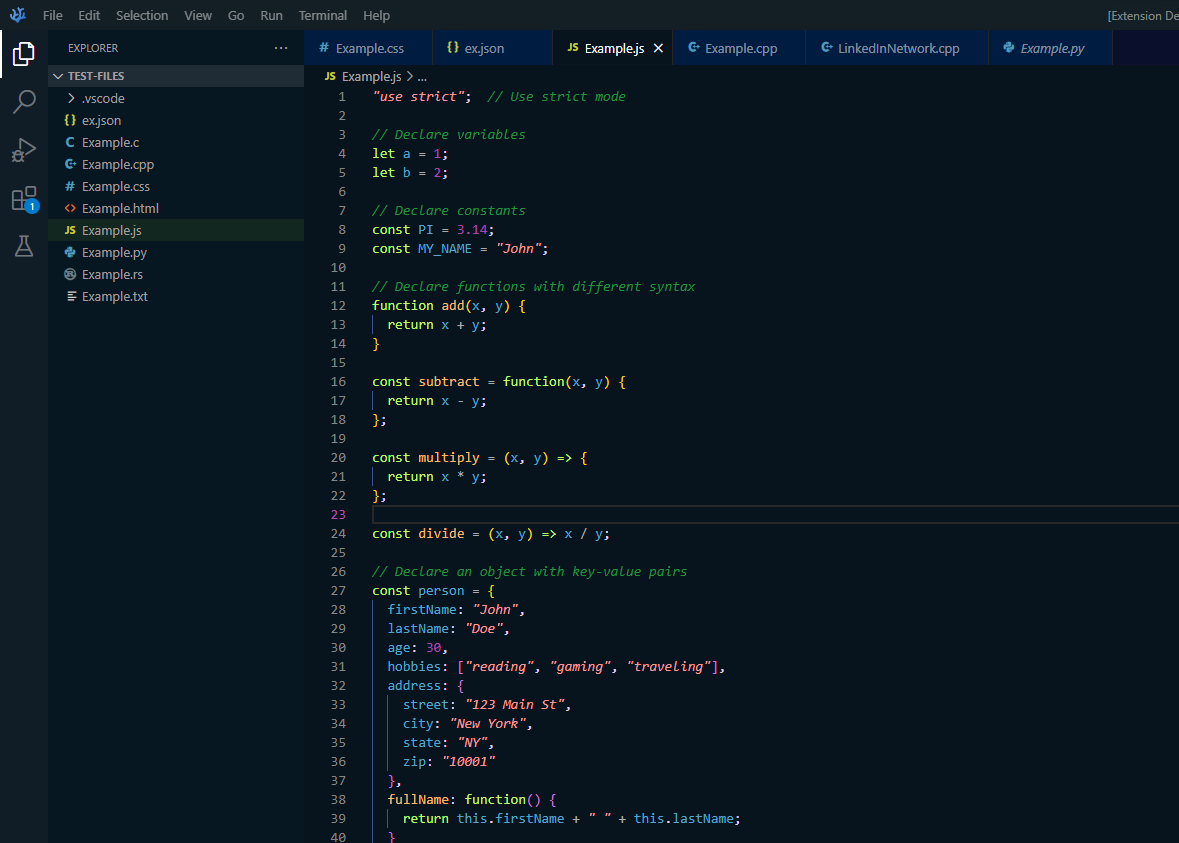 File Edit Selection View Go Run Terminal Help
[Extension De
EXPLORER ...
TEST-FILES
.vscode
{} ex.json
C Example.c
C+ Example.cpp
# Example.css
<> Example.html
JS Example.js
Example.py
Example.rs
Example.txt
1
# Example.css {} ex.json JS Example.js × C+ Example.cpp C+ LinkedInNetwork.cpp Example.py
JS Example.js > ...
1 "use strict"; // Use strict mode
2
3 // Declare variables
4 let a = 1;
5 let b = 2;
6
7 // Declare constants
8 const PI = 3.14;
9 const MY_NAME = "John";
10
11 // Declare functions with different syntax
12 function add(x, y) {
13   return x + y;
14 }
15
16 const subtract = function(x, y) {
17   return x - y;
18 };
19
20 const multiply = (x, y) => {
21   return x * y;
22 };
23
24 const divide = (x, y) => x / y;
25
26 // Declare an object with key-value pairs
27 const person = {
28   firstName: "John",
29   lastName: "Doe",
30   age: 30,
31   hobbies: ["reading", "gaming", "traveling"],
32   address: {
33     street: "123 Main St",
34     city: "New York",
35     state: "NY",
36     zip: "10001"
37   },
38   fullName: function() {
39     return this.firstName + " " + this.lastName;
40   }